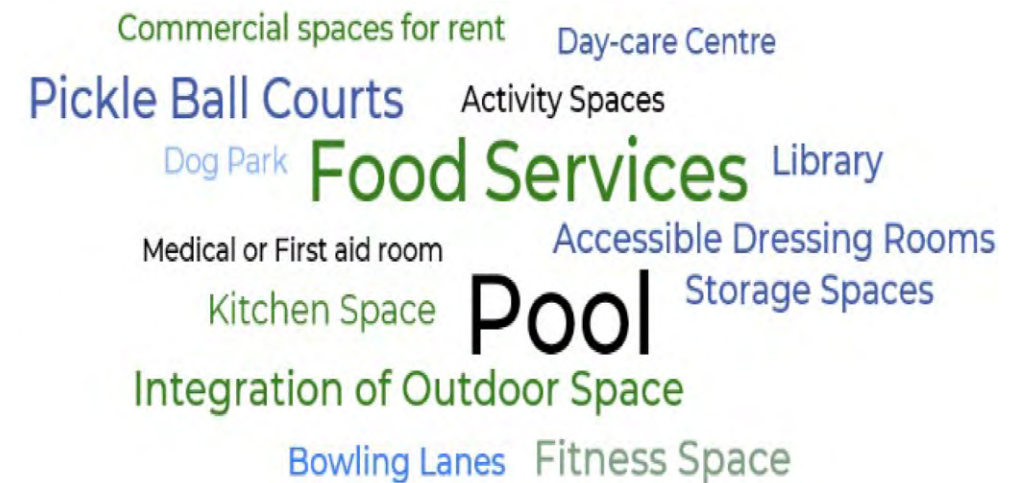 Commercial spaces for rent
Day-care Centre
Pickle Ball Courts
Activity Spaces
Dog Park
Food Services
Library
Medical or First aid room
Accessible Dressing Rooms
Kitchen Space
Pool
Storage Spaces
Integration of Outdoor Space
Bowling Lanes
Fitness Space